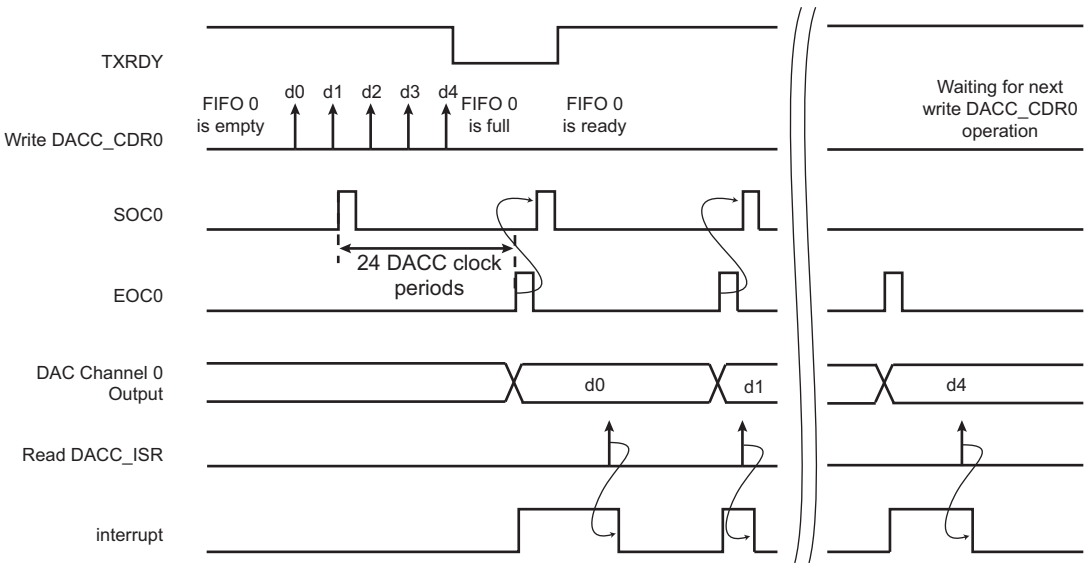 TXRDY
Write DACC_CDR0
FIFO 0
is empty
d0
d1
d2
d3
d4
FIFO 0
is full
FIFO 0
is ready
Waiting for next
write DACC_CDR0
operation
SOC0
24 DACC clock
periods
EOC0
DAC Channel 0
Output
d0
d1
d4
Read DACC_ISR
interrupt